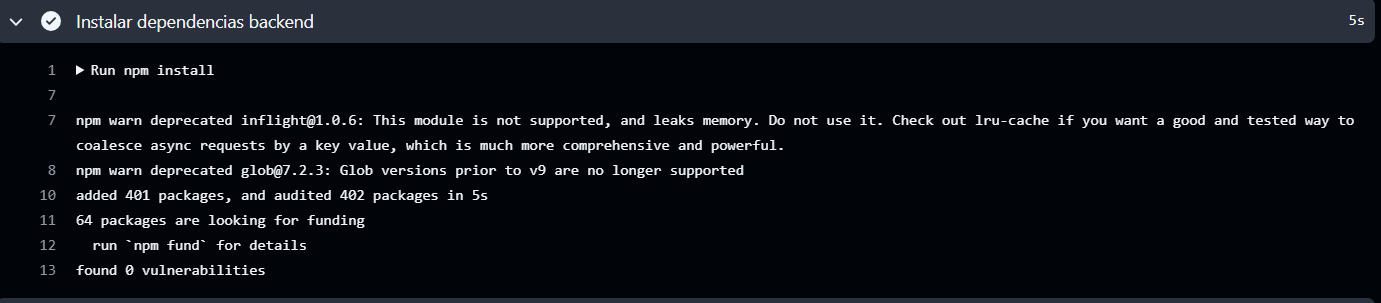 Instalar dependencias backend 5s
1 Run npm install
7
7 npm warn deprecated inflight@1.0.6: This module is not supported, and leaks memory. Do not use it. Check out lru-cache if you want a good and tested way to
coalesce async requests by a key value, which is much more comprehensive and powerful.
8 npm warn deprecated glob@7.2.3: Glob versions prior to v9 are no longer supported
10 added 401 packages, and audited 402 packages in 5s
11 64 packages are looking for funding
12 run `npm fund` for details
13 found 0 vulnerabilities